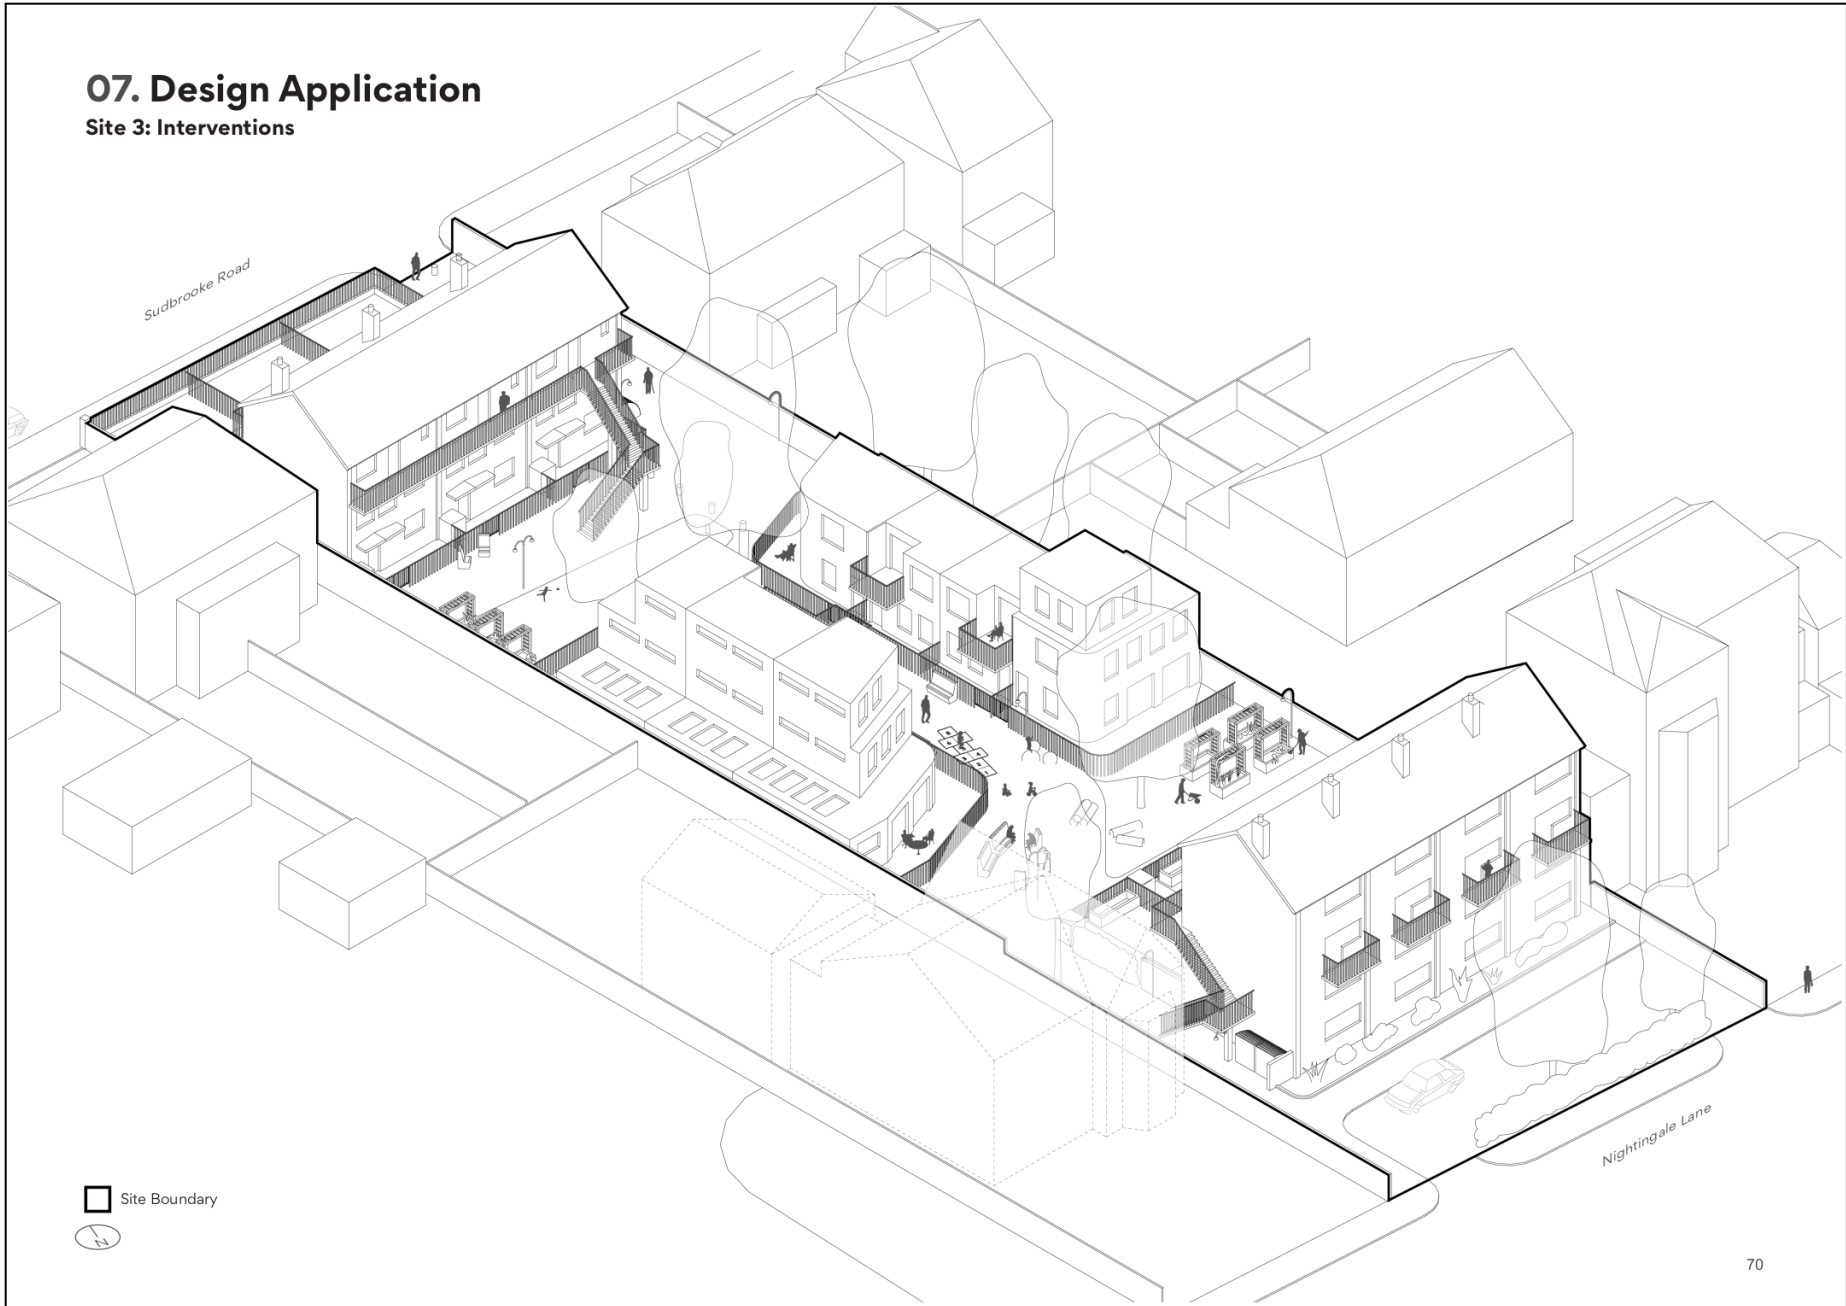 07. Design Application
Site 3: Interventions
Sudbrooke Road
Nightingale Lane
Site Boundary
N
70